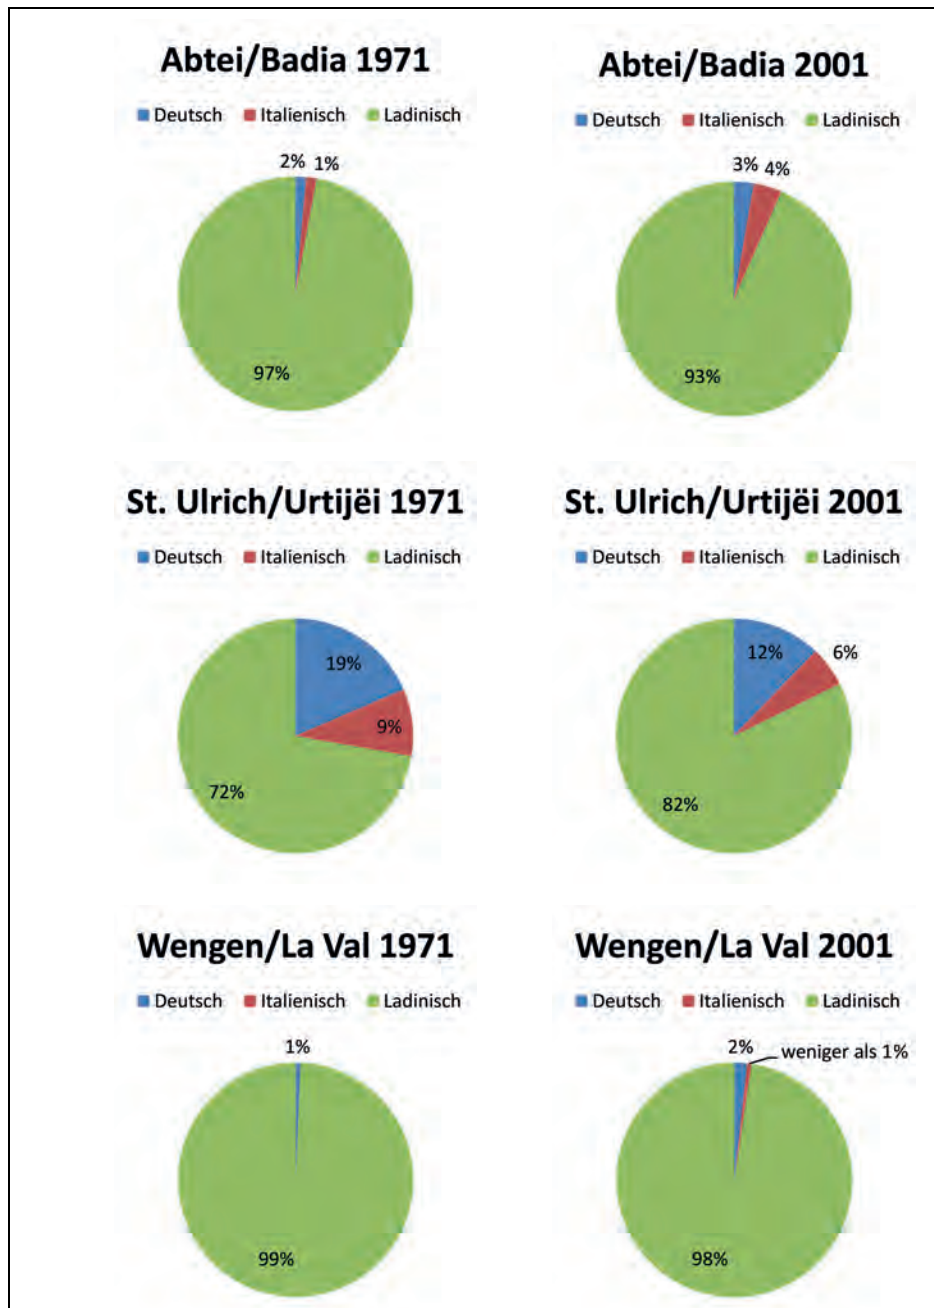 Abtei/Badia 1971
Deutsch Italienisch Ladinisch
2% 1%
97%
Abtei/Badia 2001
Deutsch Italienisch Ladinisch
3% 4%
93%
St. Ulrich/Urtijëi 1971
Deutsch Italienisch Ladinisch
19%
9%
72%
St. Ulrich/Urtijëi 2001
Deutsch Italienisch Ladinisch
12% 6%
82%
Wengen/La Val 1971
Deutsch Italienisch Ladinisch
1%
99%
Wengen/La Val 2001
Deutsch Italienisch Ladinisch
2% weniger als 1%
98%